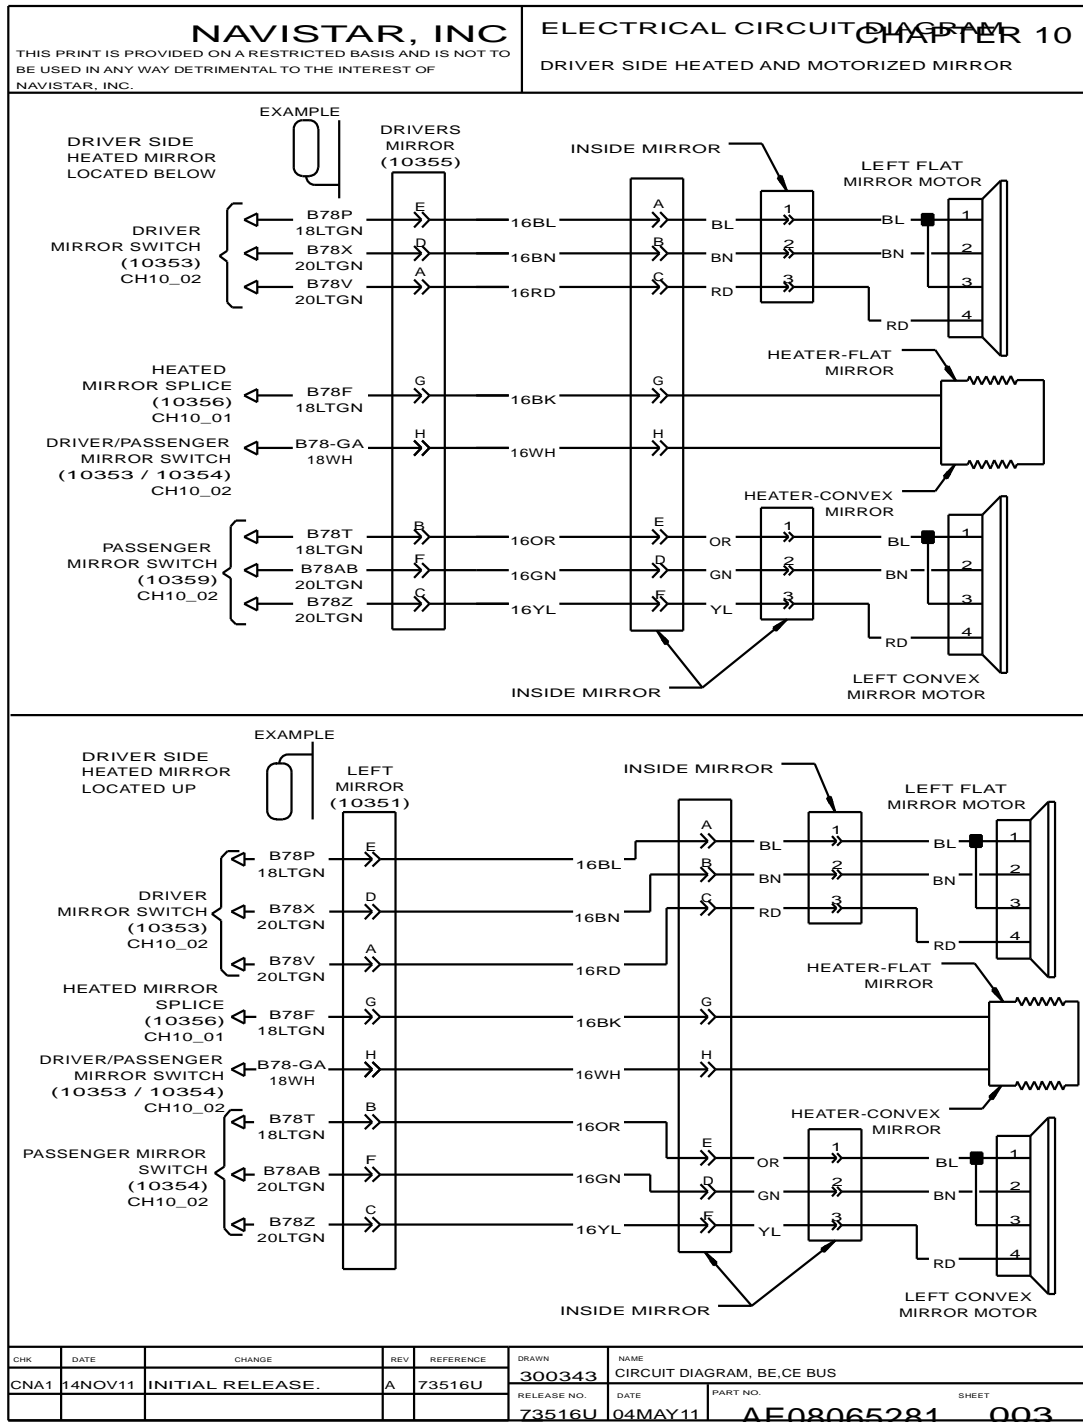 NAVISTAR, INC
THIS PRINT IS PROVIDED ON A RESTRICTED BASIS AND IS NOT TO
BE USED IN ANY WAY DETRIMENTAL TO THE INTEREST OF
NAVISTAR, INC.
ELECTRICAL CIRCUIT DIAGRAM
CHAPTER 10
DRIVER SIDE HEATED AND MOTORIZED MIRROR
EXAMPLE
DRIVER SIDE
HEATED MIRROR
LOCATED BELOW
DRIVERS
MIRROR
(10355)
INSIDE MIRROR
LEFT FLAT
MIRROR MOTOR
DRIVER
MIRROR SWITCH
(10353)
CH10_02
B78P
18LTGN
E
16BL
A
BL
1
BL
1
B78X
20LTGN
D
16BN
B
BN
2
BN
2
B78V
20LTGN
A
16RD
C
RD
3
3
RD
4
HEATER-FLAT
MIRROR
HEATED
MIRROR SPLICE
(10356)
CH10_01
B78F
18LTGN
G
16BK
G
DRIVER/PASSENGER
MIRROR SWITCH
(10353 / 10354)
CH10_02
B78-GA
18WH
H
16WH
H
HEATER-CONVEX
MIRROR
PASSENGER
MIRROR SWITCH
(10359)
CH10_02
B78T
18LTGN
B
16OR
E
OR
1
BL
1
B78AB
20LTGN
F
16GN
D
GN
2
BN
2
B78Z
20LTGN
C
16YL
F
YL
3
3
RD
4
LEFT CONVEX
MIRROR MOTOR
INSIDE MIRROR
EXAMPLE
DRIVER SIDE
HEATED MIRROR
LOCATED UP
LEFT
MIRROR
(10351)
INSIDE MIRROR
LEFT FLAT
MIRROR MOTOR
DRIVER
MIRROR SWITCH
(10353)
CH10_02
B78P
18LTGN
E
16BL
A
BL
1
BL
1
B78X
20LTGN
D
16BN
B
BN
2
BN
2
B78V
20LTGN
A
16RD
C
RD
3
3
RD
4
HEATER-FLAT
MIRROR
HEATED MIRROR
SPLICE
(10356)
CH10_01
B78F
18LTGN
G
16BK
G
DRIVER/PASSENGER
MIRROR SWITCH
(10353 / 10354)
CH10_02
B78-GA
18WH
H
16WH
H
HEATER-CONVEX
MIRROR
PASSENGER MIRROR
SWITCH
(10354)
CH10_02
B78T
18LTGN
B
16OR
E
OR
1
BL
1
B78AB
20LTGN
F
16GN
D
GN
2
BN
2
B78Z
20LTGN
C
16YL
F
YL
3
3
RD
4
LEFT CONVEX
MIRROR MOTOR
INSIDE MIRROR
CHK DATE CHANGE REV REFERENCE
CNA1 14NOV11 INITIAL RELEASE. A 73516U
DRAWN
300343
NAME
CIRCUIT DIAGRAM, BE,CE BUS
RELEASE NO.
73516U
DATE
04MAY11
PART NO.
AE08065281
SHEET
003